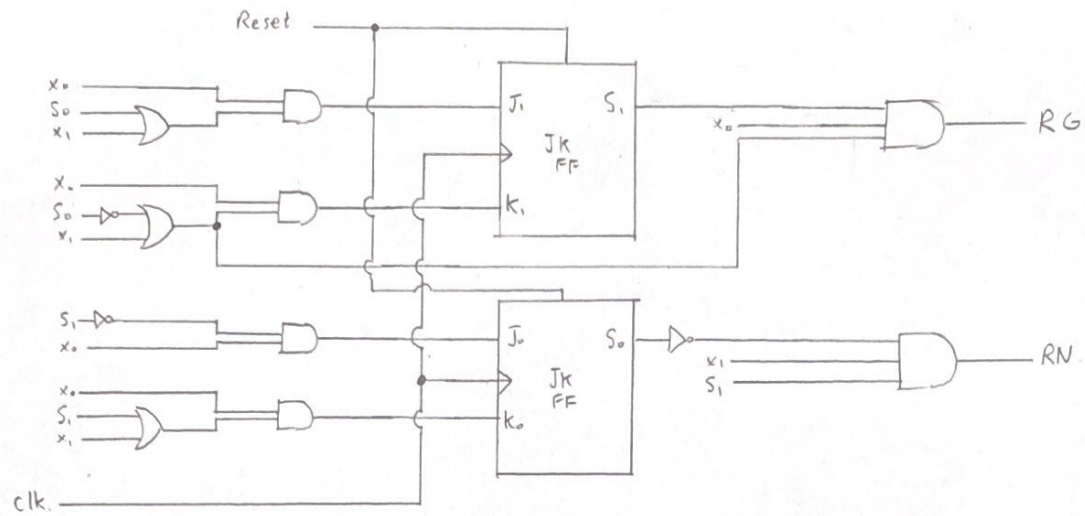 Reset
x₀
S₀
x₁
J₁
S₁
JK
FF
K₁
x₀
RG
x₀
S₀
x₁
S₁
x₀
J₀
S₀
JK
FF
K₀
x₁
S₁
RN
x₀
S₁
x₁
Clk.